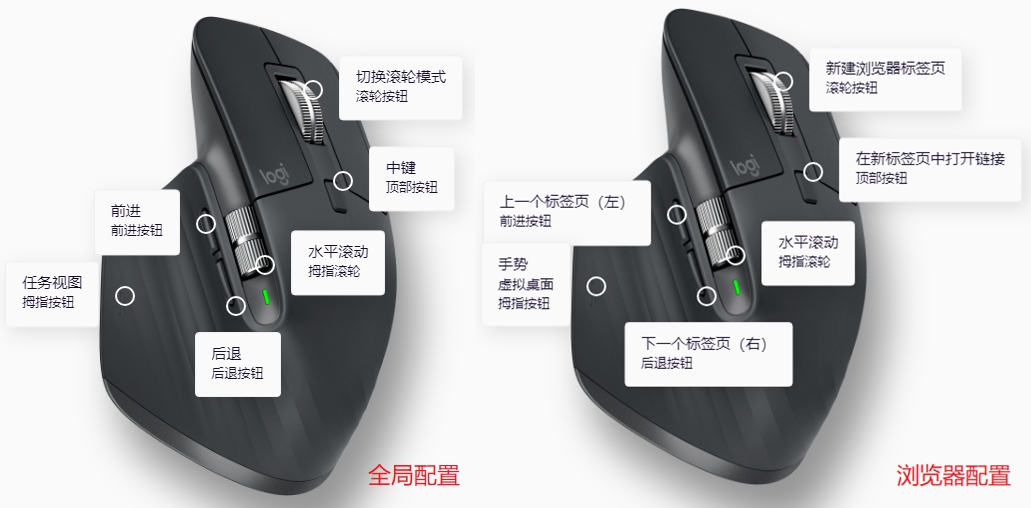 切换滚轮模式
滚轮按钮
中键
顶部按钮
logi
前进
前进按钮
水平滚动
拇指滚轮
任务视图
拇指按钮
后退
后退按钮
全局配置
新建浏览器标签页
滚轮按钮
在新标签页中打开链接
顶部按钮
logi
上一个标签页（左）
前进按钮
水平滚动
拇指滚轮
手势
虚拟桌面
拇指按钮
下一个标签页（右）
后退按钮
浏览器配置